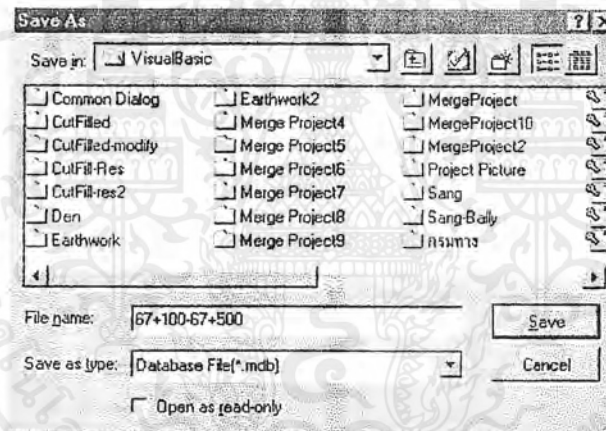 Save As
Save in: VisualBasic
Common Dialog
CutFilled
CutFilled-modify
CutFill-Res
CutFill-res2
Den
Earthwork
Earthwork2
Merge Project4
Merge Project5
Merge Project6
Merge Project7
Merge Project8
Merge Project9
MergeProject
MergeProject10
MergeProject2
Project Picture
Sang
Sang-Bally
กรมทาง
File name: 67+100-67+500
Save
Save as type: Database File(*.mdb)
Cancel
Open as read-only